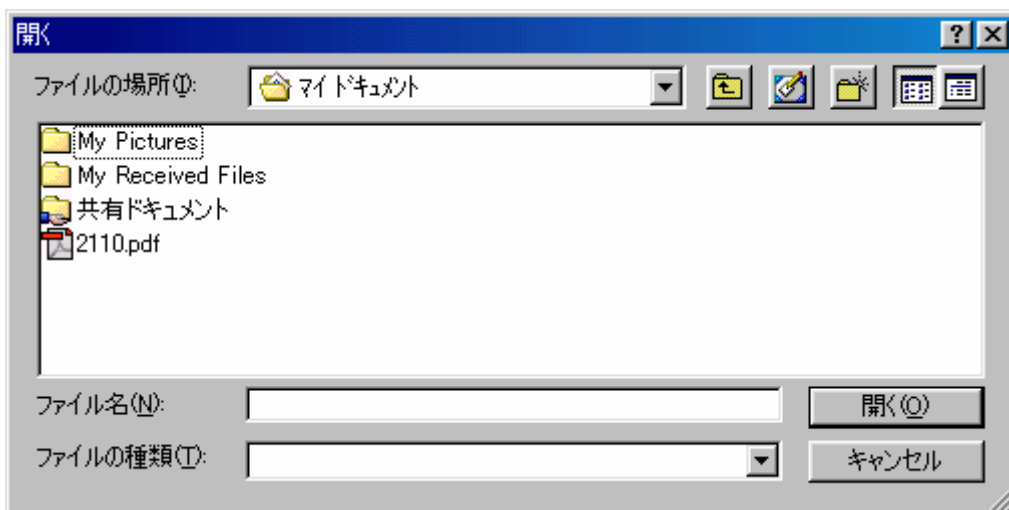 開く
ファイルの場所(I):
マイ ドキュメント
My Pictures
My Received Files
共有ドキュメント
2110.pdf
ファイル名(N):
開く(O)
ファイルの種類(T):
キャンセル